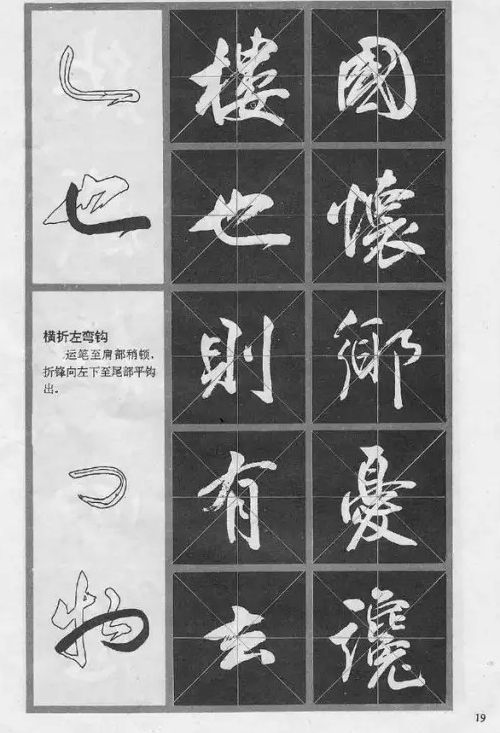 也
横折左弯钩
运笔至肩部稍顿，
折锋向左下至尾部平钩
出。
物
樓也則有去
國懷鄉憂讒
19